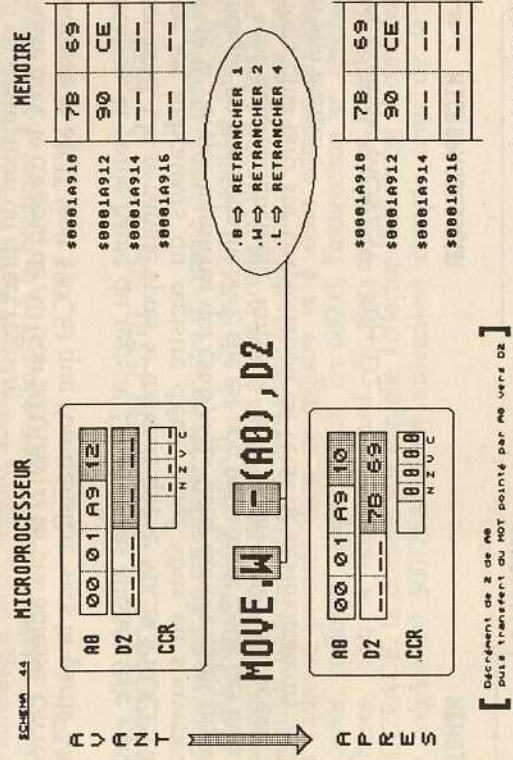 SCHEMA 44
MICROPROCESSEUR
MEMOIRE
AVANT
A0 00 01 A9 12
D2 -- -- -- --
CCR - - - -
N Z V C
$0001A910 7B 69
$0001A912 90 CE
$0001A914 -- --
$0001A916 -- --
MOVE.W -(A0),D2
.B ⇨ RETRANCHER 1
.W ⇨ RETRANCHER 2
.L ⇨ RETRANCHER 4
APRES
A0 00 01 A9 10
D2 -- -- 7B 69
CCR 0 0 0 0
N Z V C
$0001A910 7B 69
$0001A912 90 CE
$0001A914 -- --
$0001A916 -- --
[ Décrément de 2 de A0
puis transfert du MOT pointé par A0 vers D2 ]